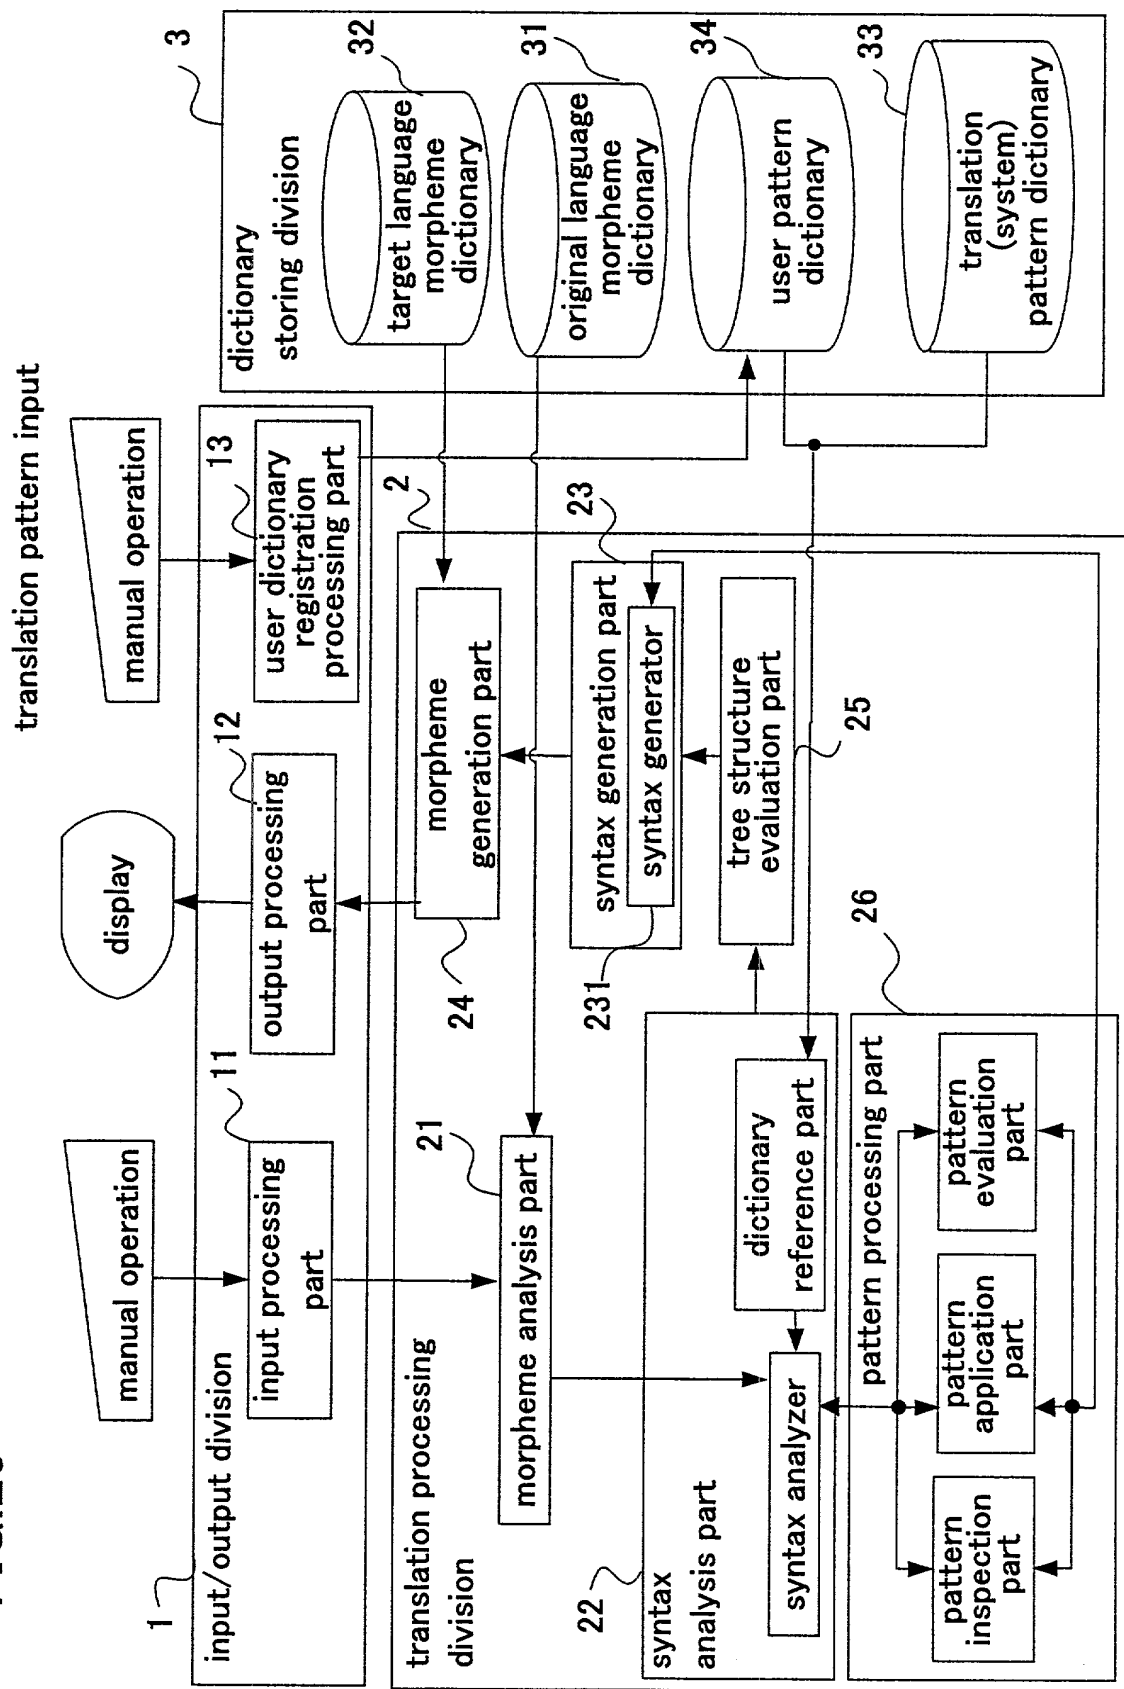 translation pattern input
manual operation
display
manual operation
1
input/output division
11
input processing
part
12
output processing
part
13
user dictionary
registration
processing part
3
dictionary
storing division
32
target language
morpheme
dictionary
31
original language
morpheme
dictionary
34
user pattern
dictionary
33
translation
(system)
pattern dictionary
2
translation processing
division
21
morpheme analysis part
24
morpheme
generation part
23
syntax generation part
syntax generator
231
tree structure
evaluation part
25
22
syntax
analysis part
syntax analyzer
dictionary
reference part
26
pattern processing part
pattern
inspection
part
pattern
application
part
pattern
evaluation
part